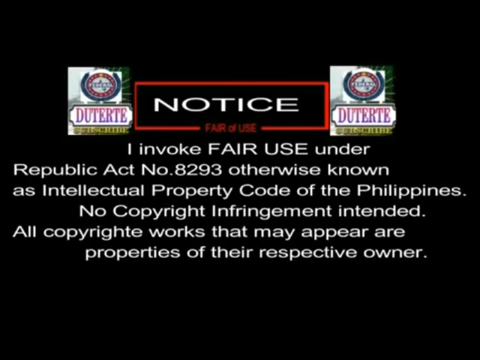 NOTICE
FAIR of USE
DUTERTE
SUBSCRIBE
DUTERTE
SUBSCRIBE
I invoke FAIR USE under
Republic Act No.8293 otherwise known
as Intellectual Property Code of the Philippines.
No Copyright Infringement intended.
All copyrighte works that may appear are
properties of their respective owner.